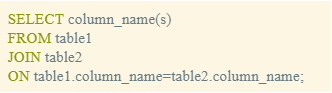 SELECT column_name(s)
FROM table1
JOIN table2
ON table1.column_name=table2.column_name;